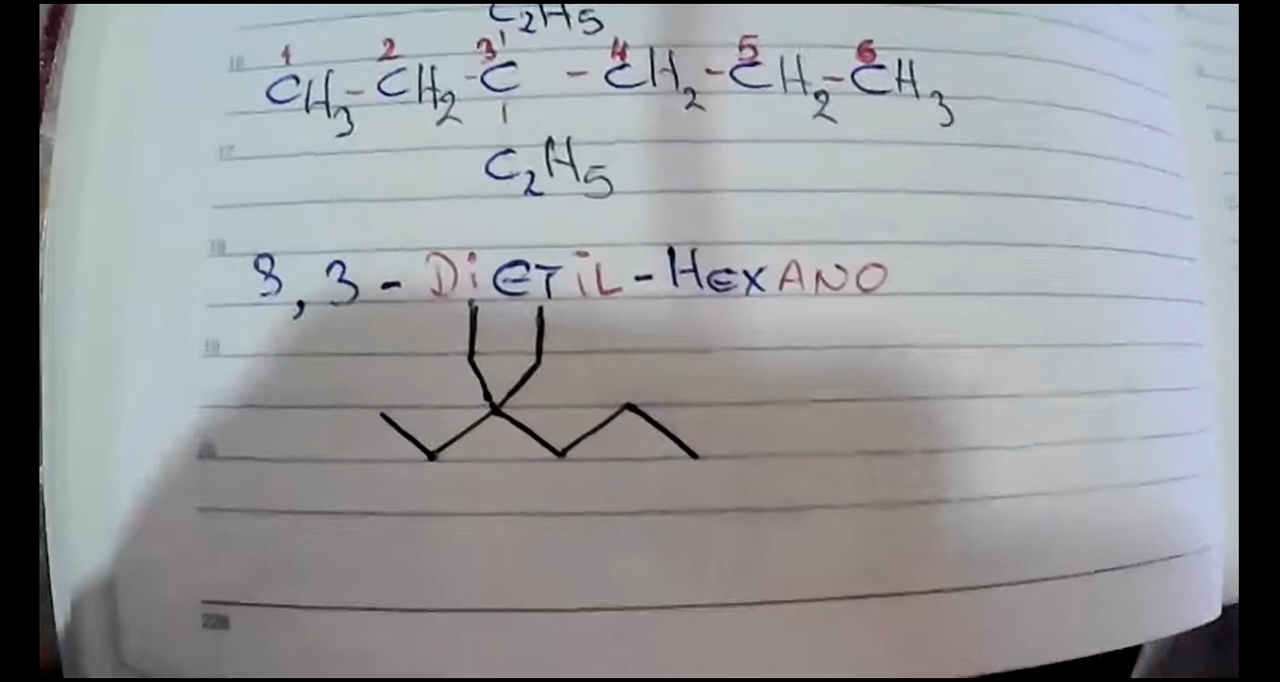 C2H5
1 2 3 4 5 6
CH3-CH2-C-CH2-CH2-CH3
C2H5
3,3-DiETiL-HEXANO